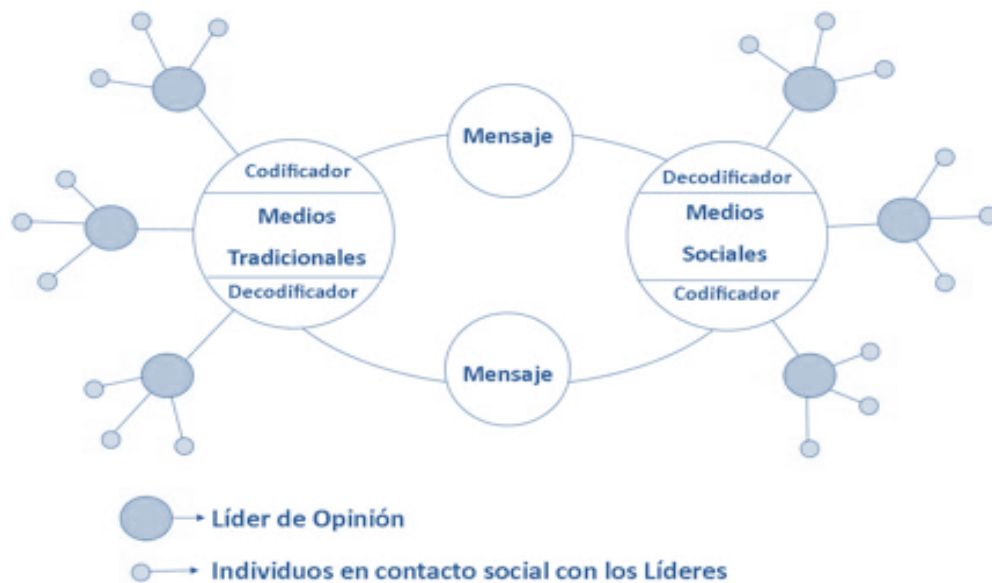 Mensaje
Codificador
Medios
Tradicionales
Decodificador
Decodificador
Medios
Sociales
Codificador
Mensaje
Líder de Opinión
Individuos en contacto social con los Líderes